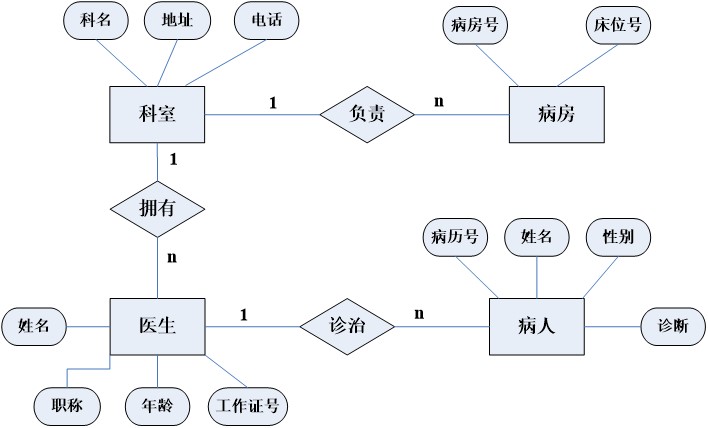 科名
地址
电话
病房号
床位号
科室
1
负责
n
病房
1
拥有
n
病历号
姓名
性别
姓名
医生
1
诊治
n
病人
诊断
职称
年龄
工作证号